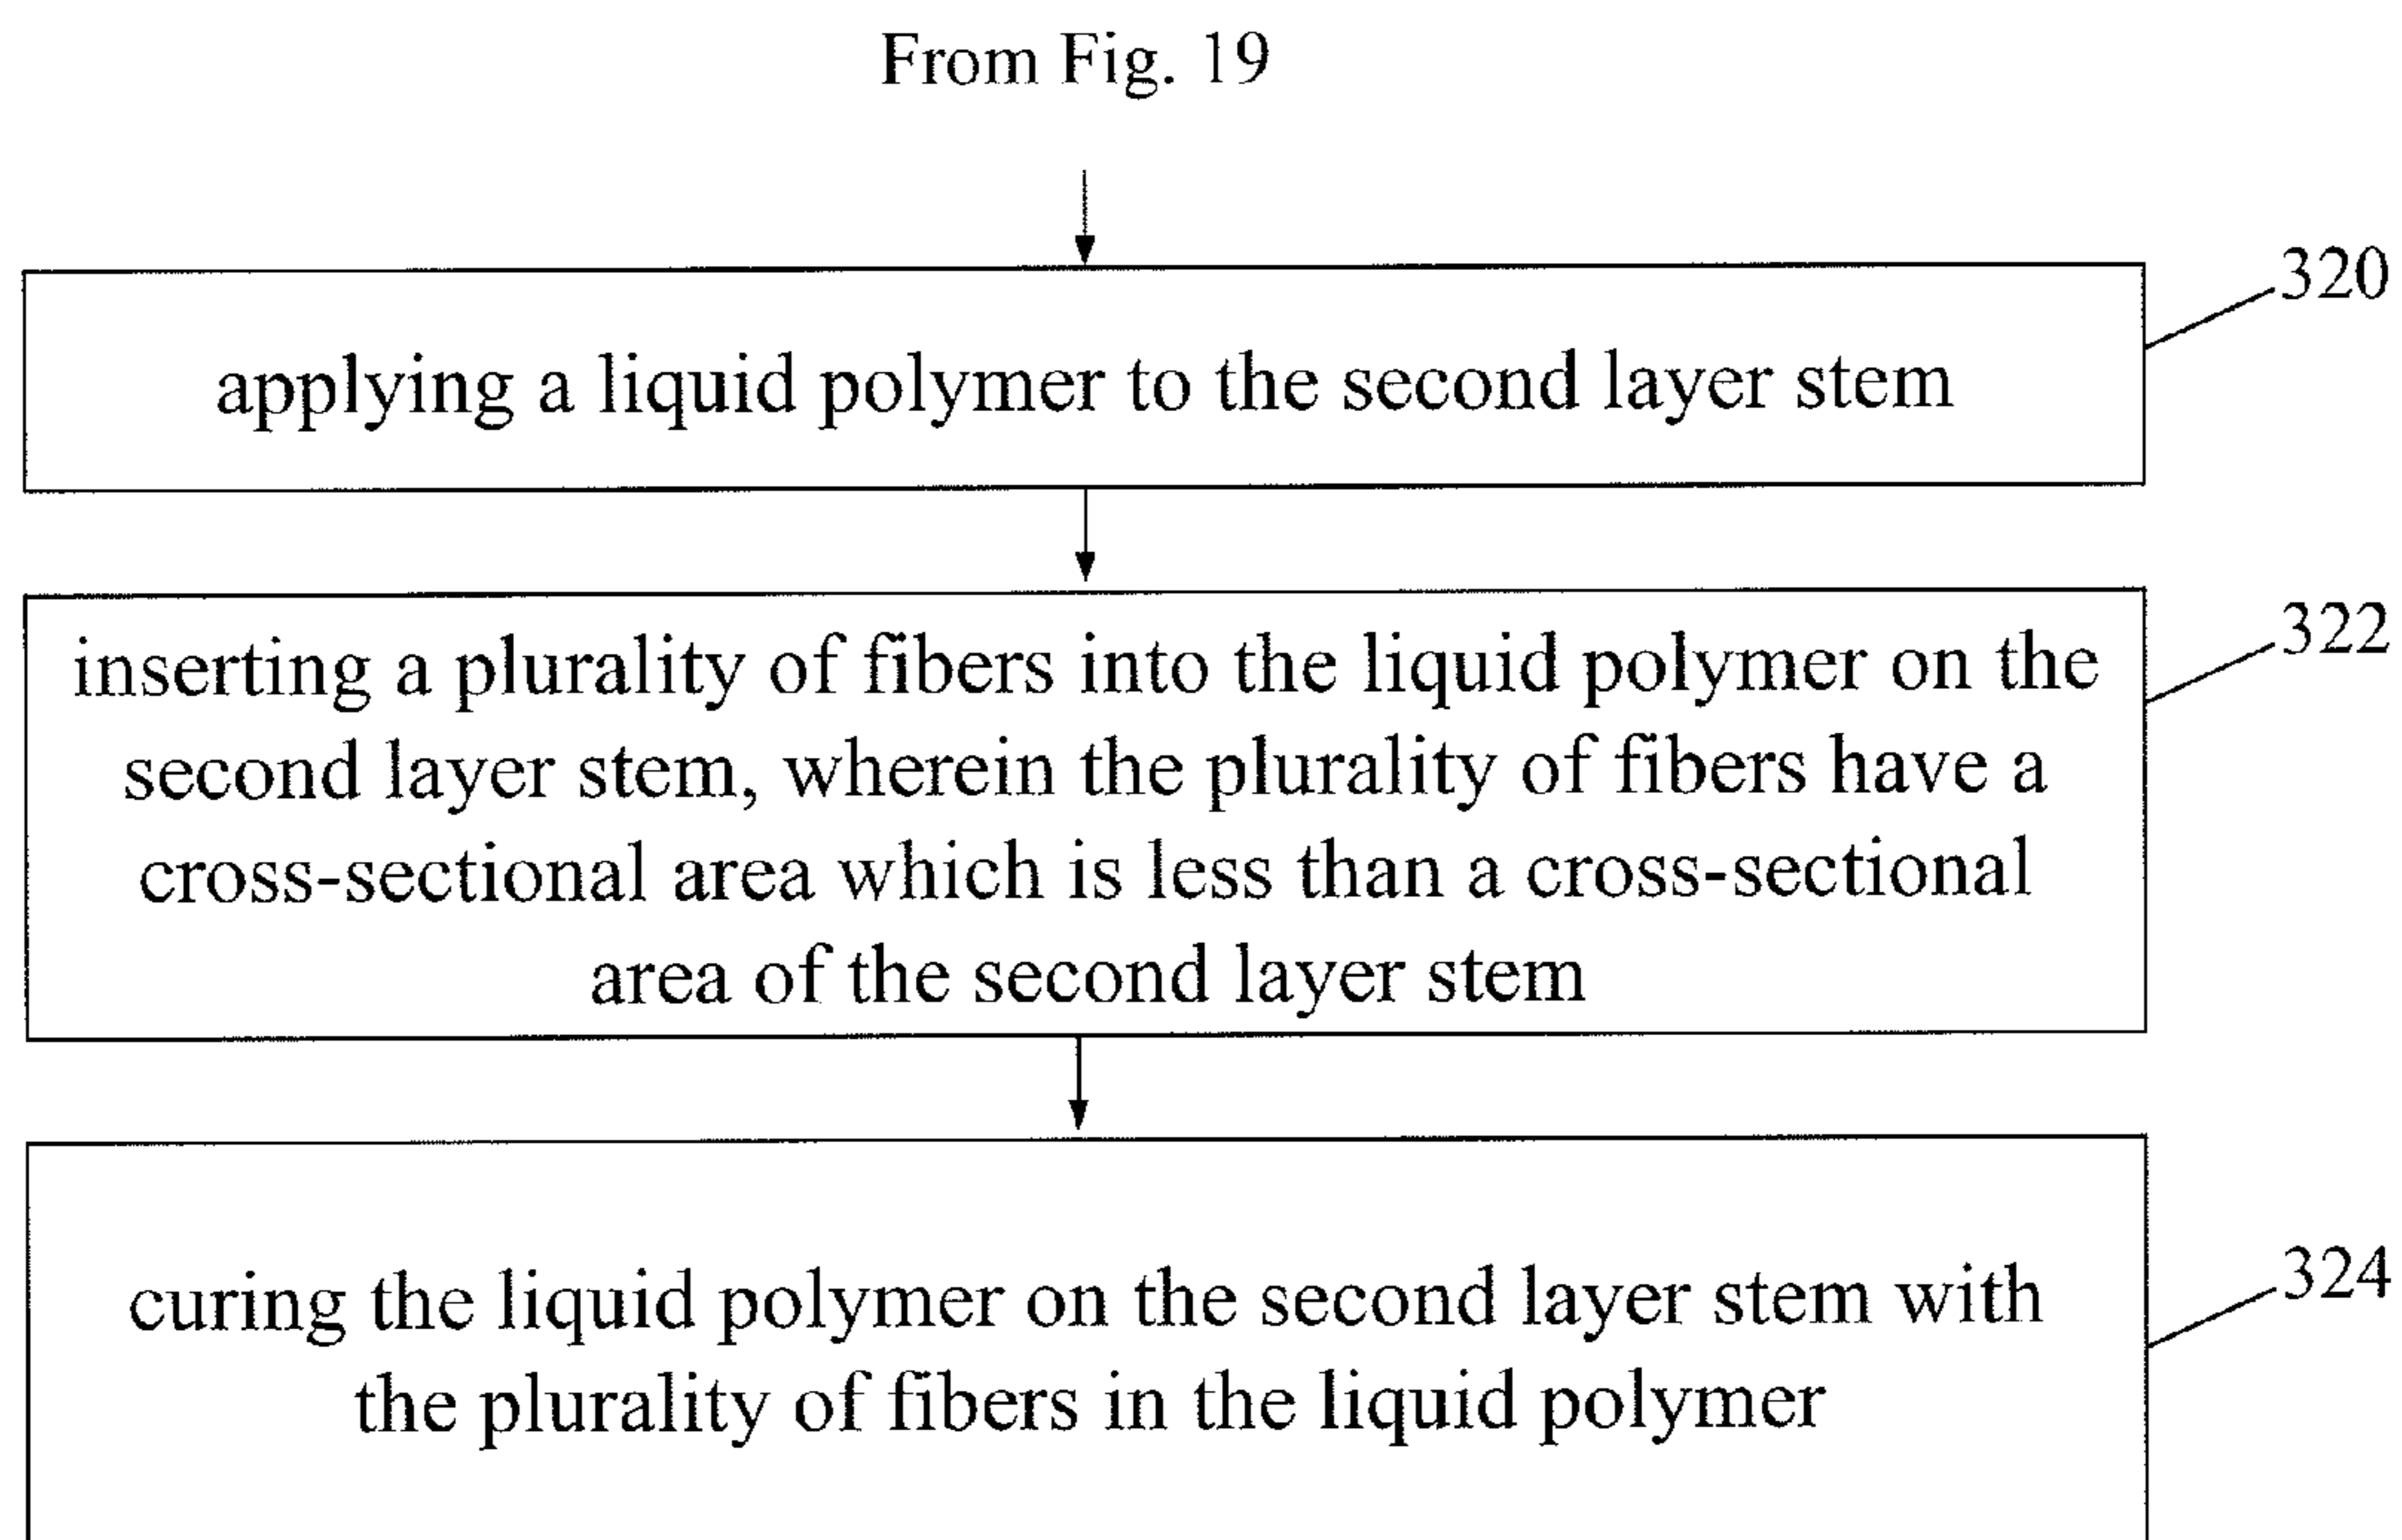 From Fig. 19
320
applying a liquid polymer to the second layer stem
322
inserting a plurality of fibers into the liquid polymer on the
second layer stem, wherein the plurality of fibers have a
cross-sectional area which is less than a cross-sectional
area of the second layer stem
324
curing the liquid polymer on the second layer stem with
the plurality of fibers in the liquid polymer